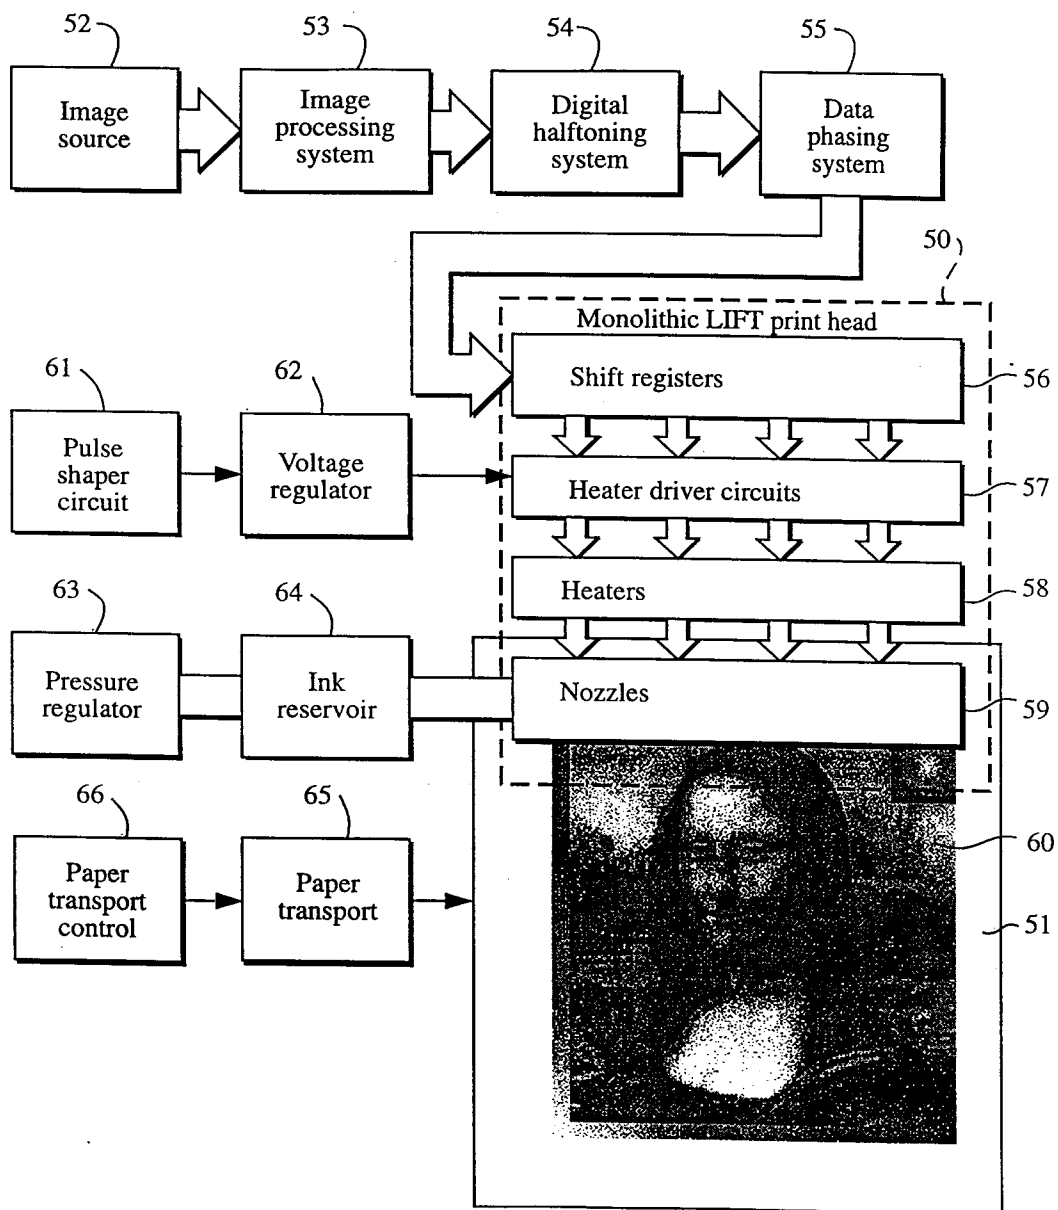 52
53
54
55
Image
source
Image
processing
system
Digital
halftoning
system
Data
phasing
system
50
Monolithic LIFT print head
61
62
Shift registers
56
Pulse
shaper
circuit
Voltage
regulator
Heater driver circuits
57
63
64
Heaters
58
Pressure
regulator
Ink
reservoir
Nozzles
59
66
65
60
Paper
transport
control
Paper
transport
51